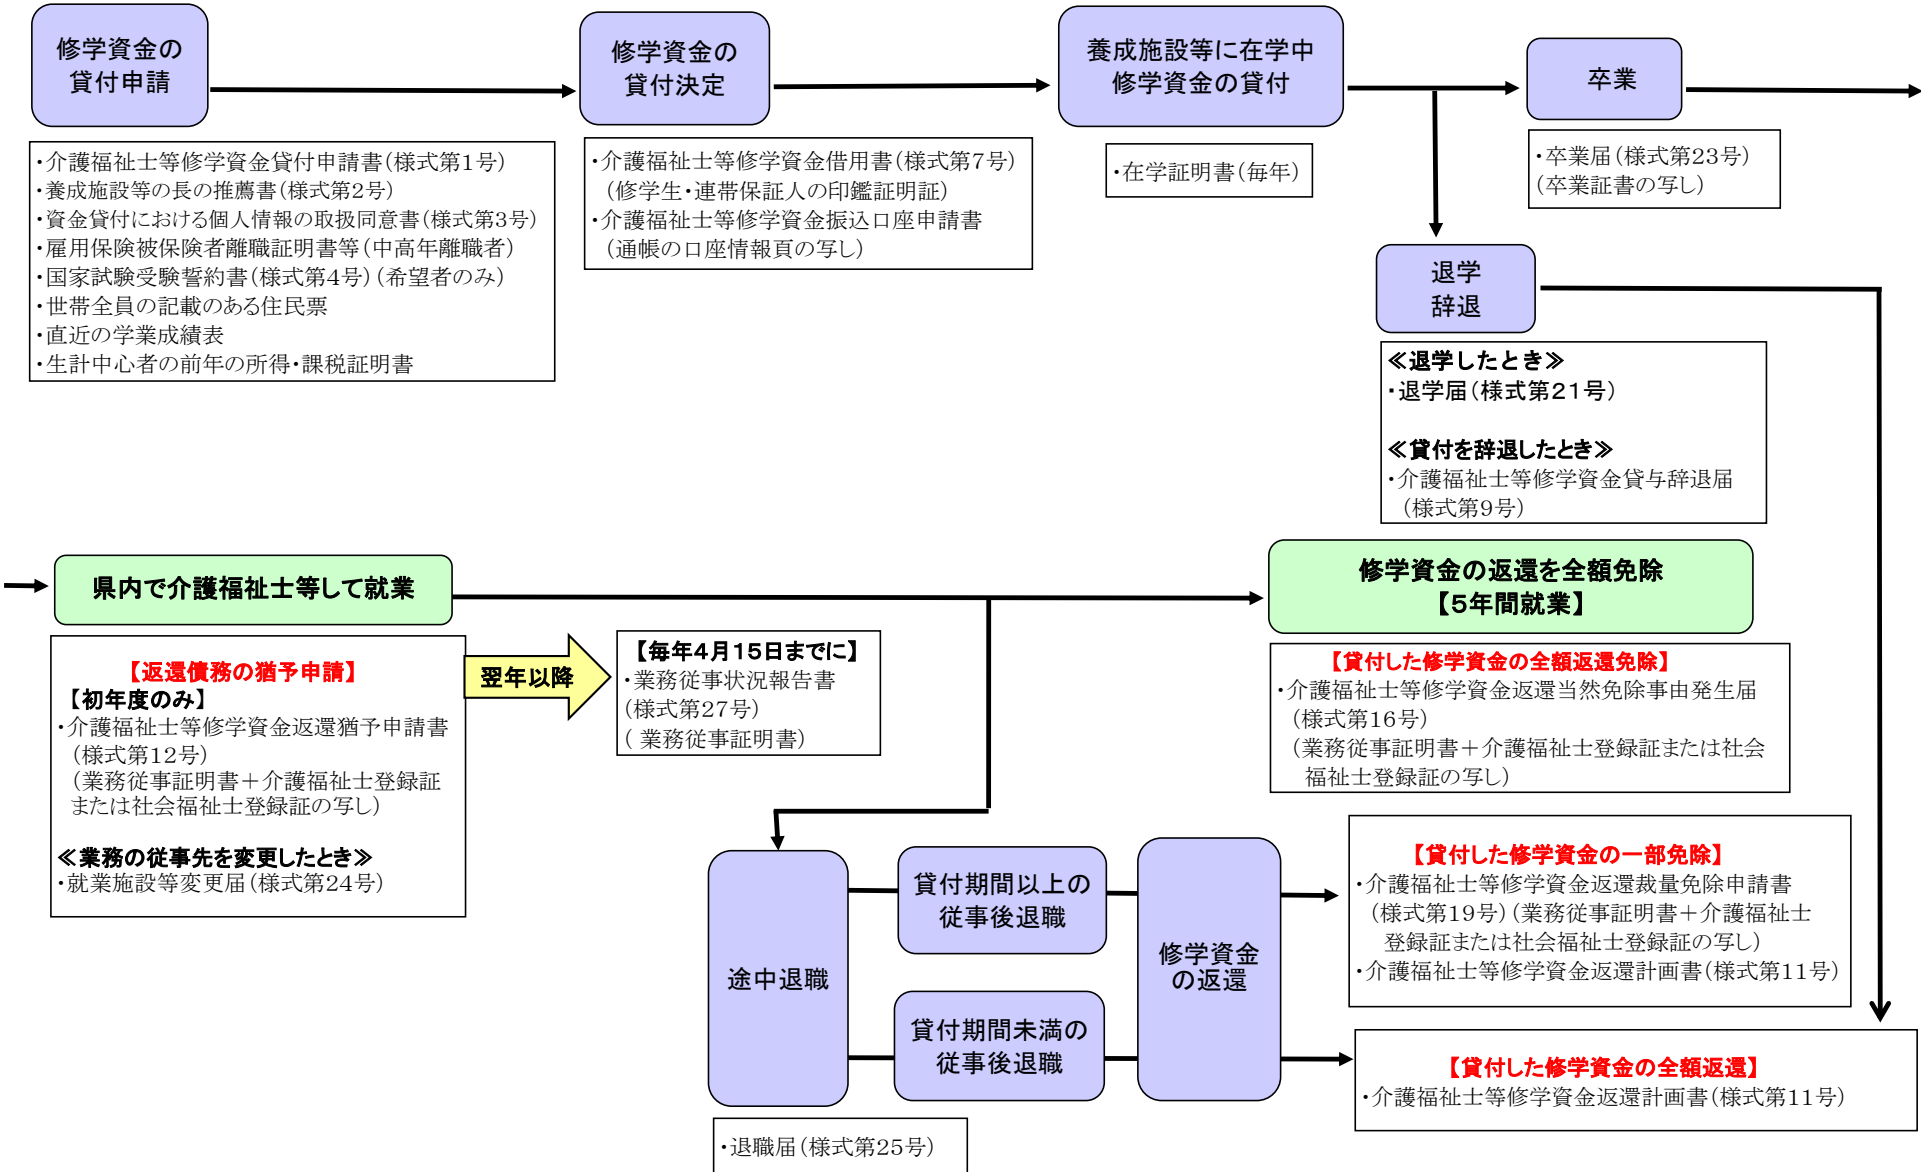 修学資金の
貸付申請
修学資金の
貸付決定
養成施設等に在学中
修学資金の貸付
卒業
・介護福祉士等修学資金貸付申請書(様式第1号)
・養成施設等の長の推薦書(様式第2号)
・資金貸付における個人情報の取扱同意書(様式第3号)
・雇用保険被保険者離職証明書等(中高年離職者)
・国家試験受験誓約書(様式第4号)(希望者のみ)
・世帯全員の記載のある住民票
・直近の学業成績表
・生計中心者の前年の所得・課税証明書
・介護福祉士等修学資金借用書(様式第7号)
(修学生・連帯保証人の印鑑証明証)
・介護福祉士等修学資金振込口座申請書
(通帳の口座情報頁の写し)
・在学証明書(毎年)
・卒業届(様式第23号)
(卒業証書の写し)
退学
辞退
≪退学したとき≫
・退学届(様式第21号)
≪貸付を辞退したとき≫
・介護福祉士等修学資金貸与辞退届
(様式第9号)
県内で介護福祉士等して就業
修学資金の返還を全額免除
【5年間就業】
【返還債務の猶予申請】
【初年度のみ】
・介護福祉士等修学資金返還猶予申請書
(様式第12号)
(業務従事証明書+介護福祉士登録証
または社会福祉士登録証の写し)
≪業務の従事先を変更したとき≫
・就業施設等変更届(様式第24号)
翌年以降
【毎年4月15日までに】
・業務従事状況報告書
(様式第27号)
( 業務従事証明書)
【貸付した修学資金の全額返還免除】
・介護福祉士等修学資金返還当然免除事由発生届
(様式第16号)
(業務従事証明書+介護福祉士登録証または社会
福祉士登録証の写し)
途中退職
貸付期間以上の
従事後退職
貸付期間未満の
従事後退職
修学資金
の返還
【貸付した修学資金の一部免除】
・介護福祉士等修学資金返還裁量免除申請書
(様式第19号)(業務従事証明書+介護福祉士
登録証または社会福祉士登録証の写し)
・介護福祉士等修学資金返還計画書(様式第11号)
【貸付した修学資金の全額返還】
・介護福祉士等修学資金返還計画書(様式第11号)
・退職届(様式第25号)